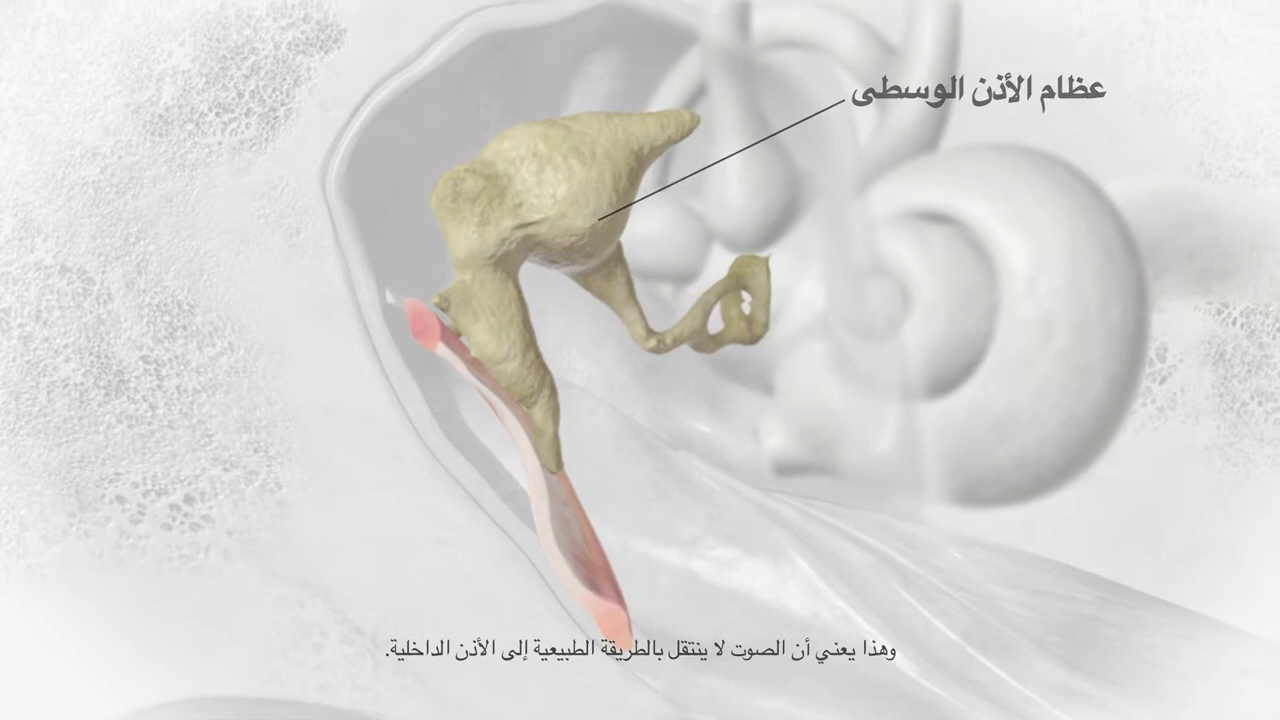 عظام الأذن الوسطى
وهذا يعني أن الصوت لا ينتقل بالطريقة الطبيعية إلى الأذن الداخلية.